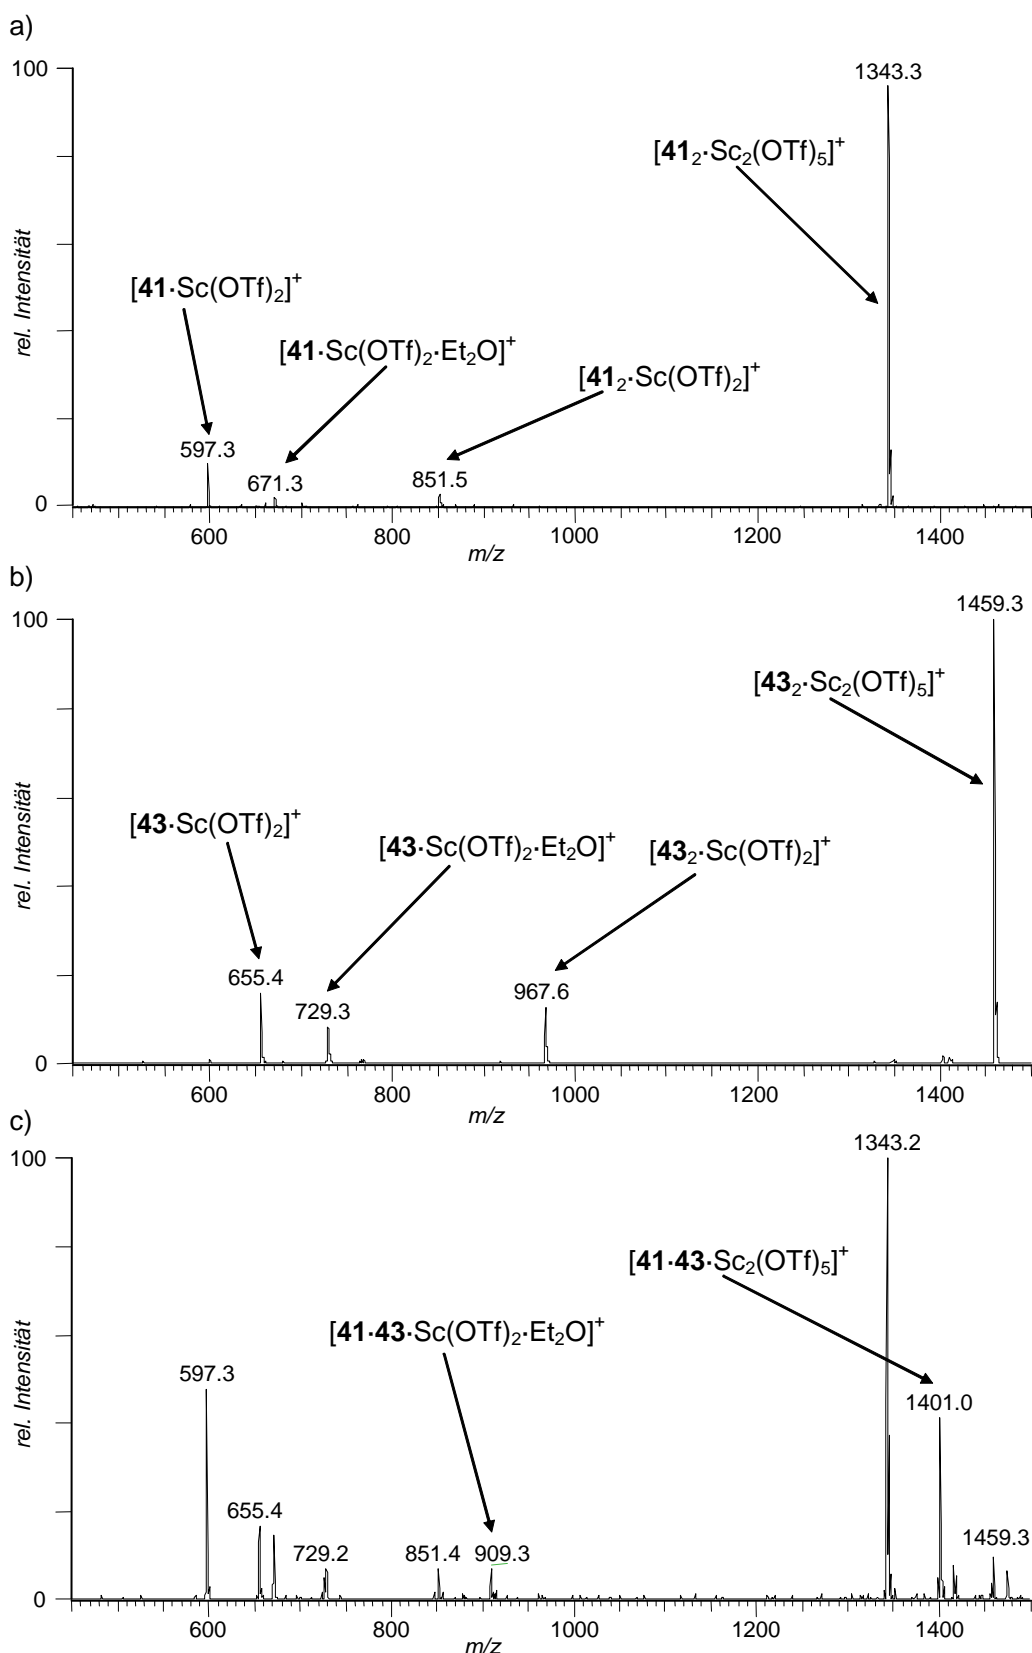 a)
100
1343.3
[41₂·Sc₂(OTf)₅]⁺
rel. Intensität
[41·Sc(OTf)₂]⁺
[41·Sc(OTf)₂·Et₂O]⁺
[41₂·Sc(OTf)₂]⁺
597.3
671.3
851.5
0
600 800 1000 1200 1400
m/z
b)
1459.3
100
[43₂·Sc₂(OTf)₅]⁺
rel. Intensität
[43·Sc(OTf)₂]⁺
[43·Sc(OTf)₂·Et₂O]⁺
[43₂·Sc(OTf)₂]⁺
655.4
729.3
967.6
0
600 800 1000 1200 1400
m/z
c)
1343.2
100
[41·43·Sc₂(OTf)₅]⁺
rel. Intensität
[41·43·Sc(OTf)₂·Et₂O]⁺
597.3
1401.0
655.4
729.2
851.4
909.3
1459.3
0
600 800 1000 1200 1400
m/z